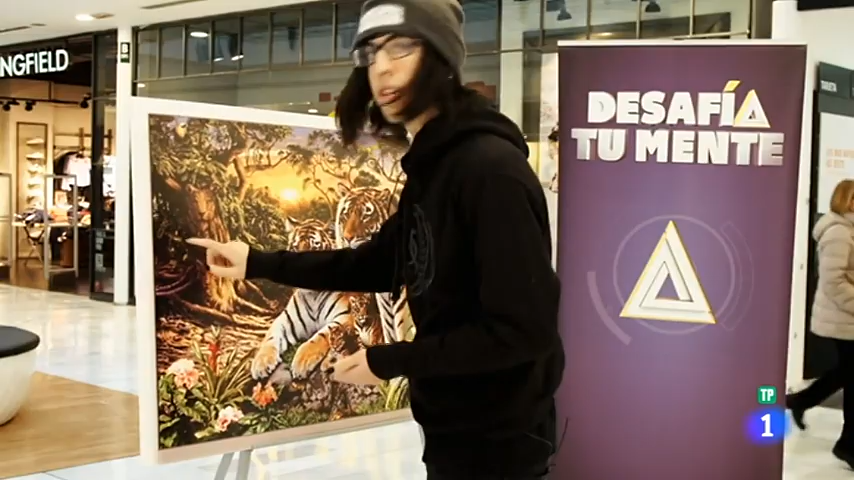 NGFIELD
DESAFÍA
TU MENTE
TP
1